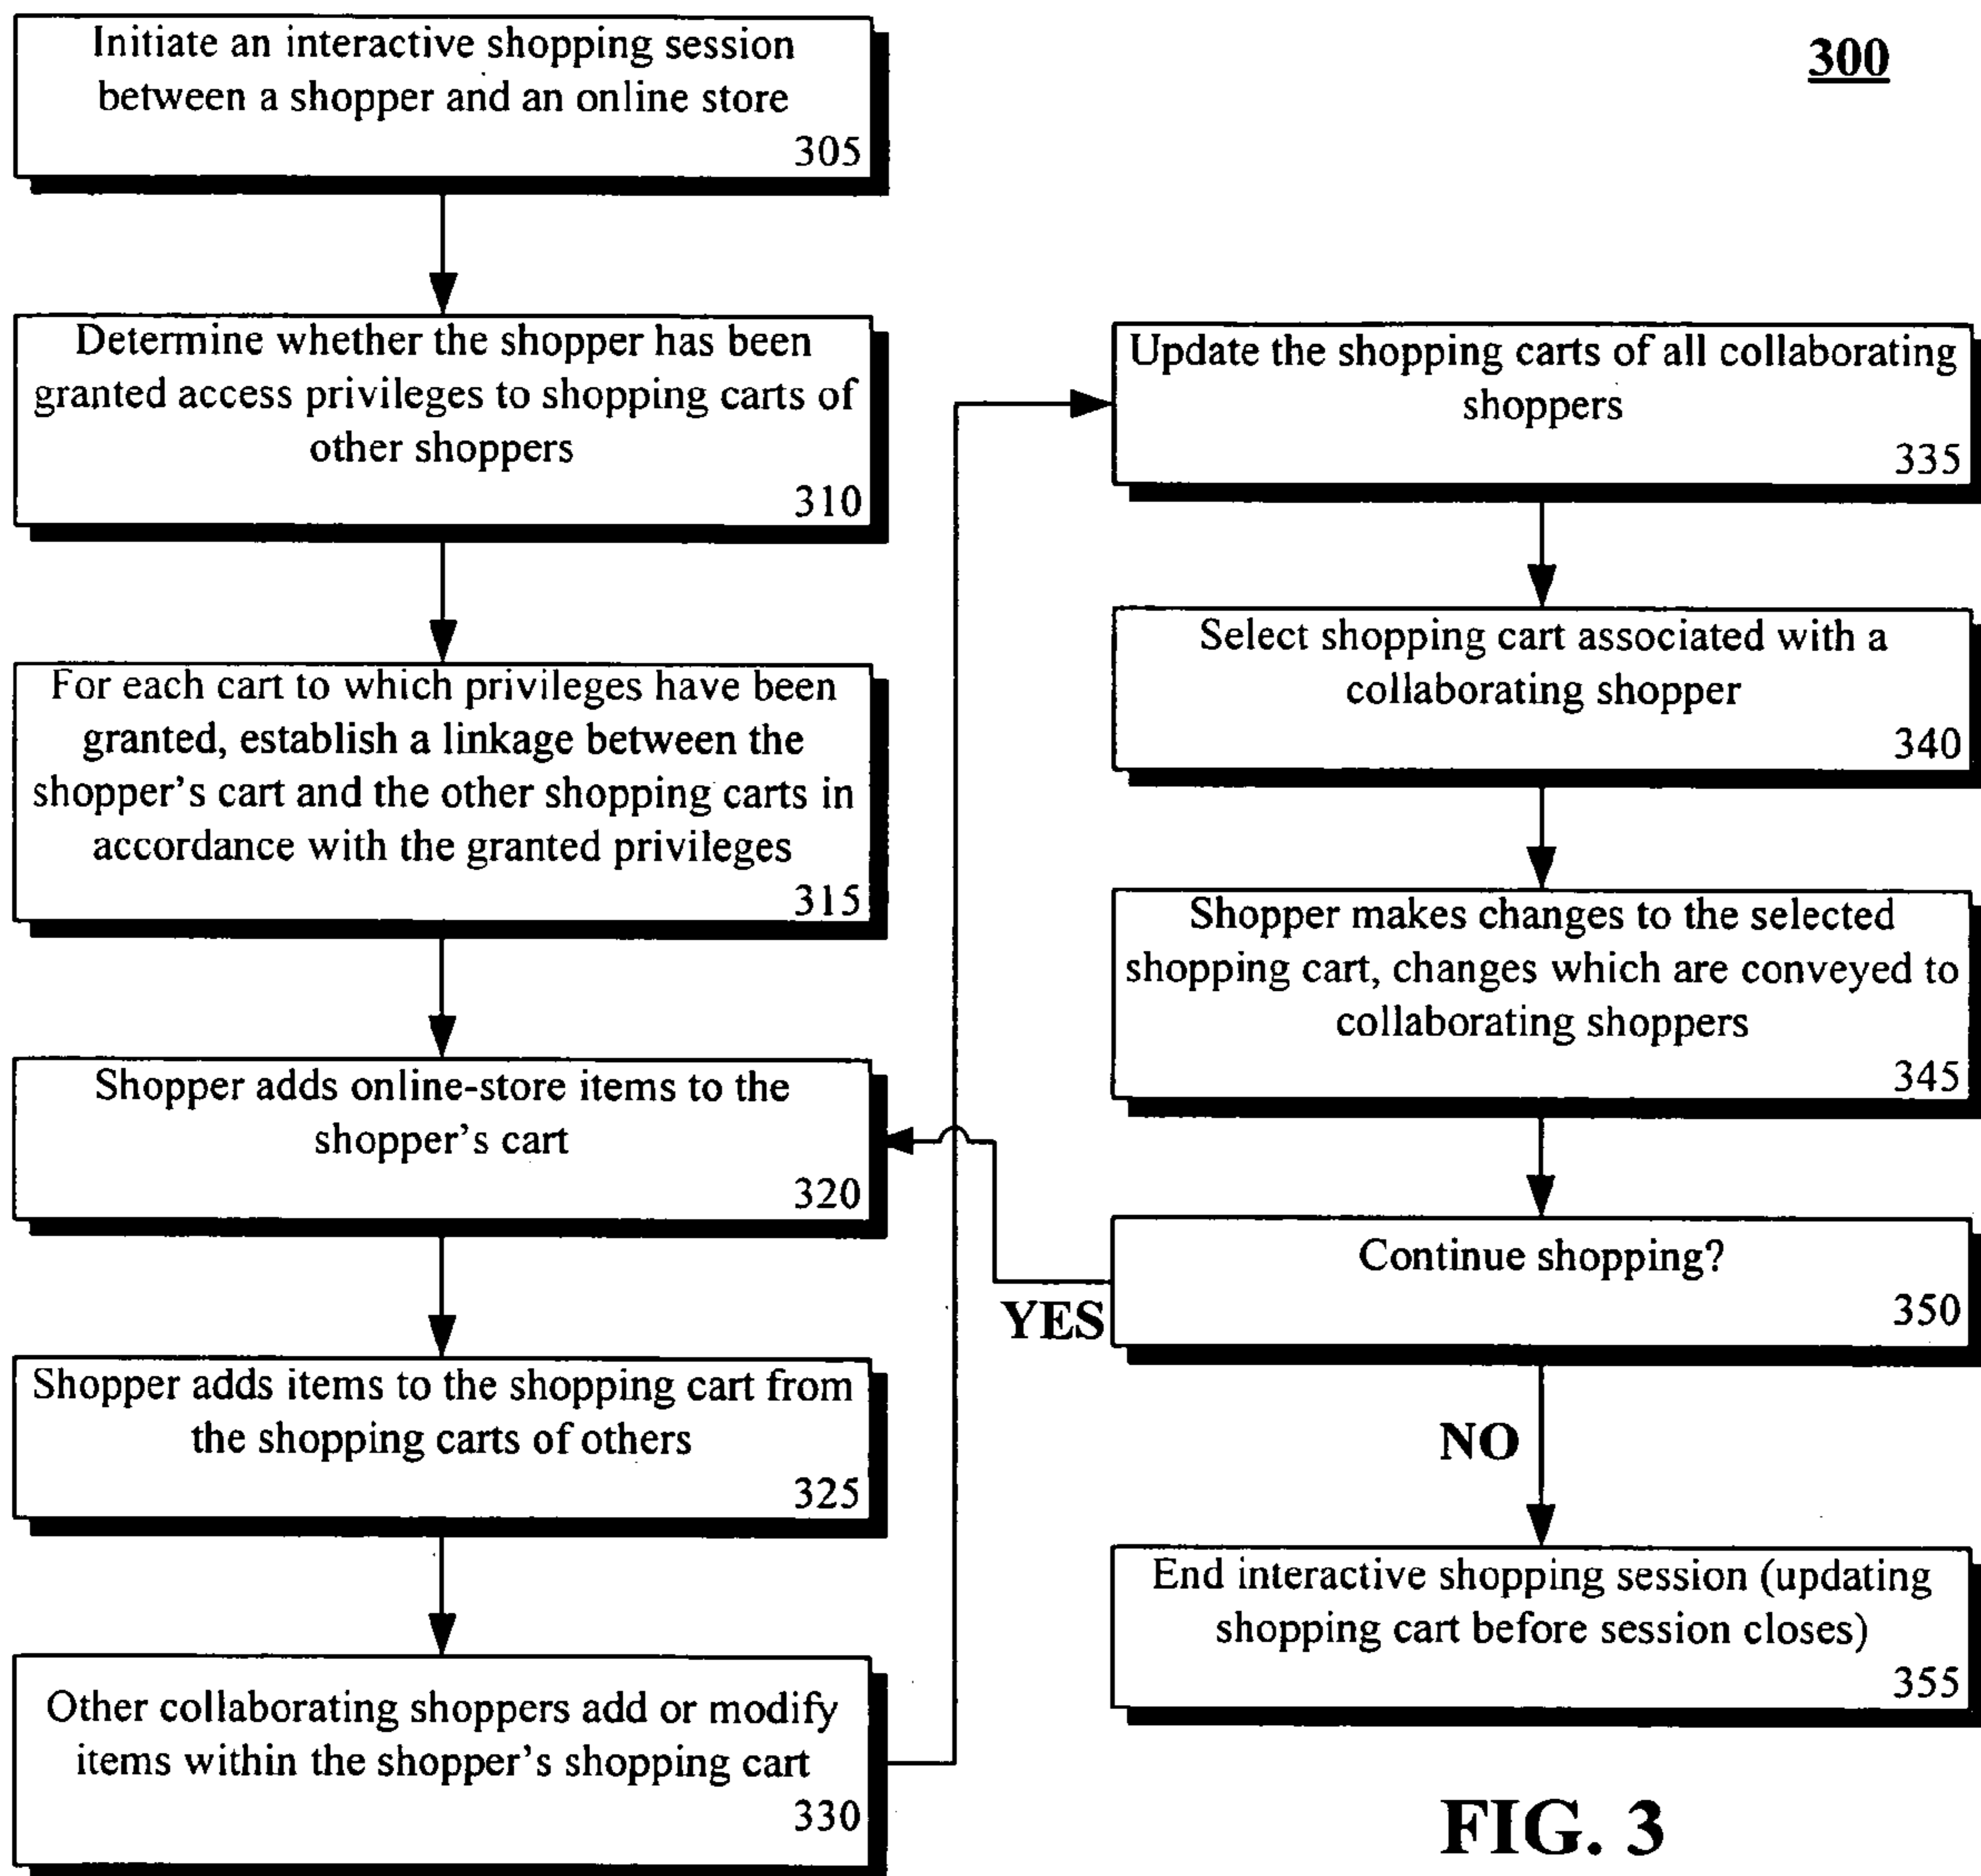 300
Initiate an interactive shopping session
between a shopper and an online store
305
Determine whether the shopper has been
granted access privileges to shopping carts of
other shoppers
310
For each cart to which privileges have been
granted, establish a linkage between the
shopper's cart and the other shopping carts in
accordance with the granted privileges
315
Shopper adds online-store items to the
shopper's cart
320
Shopper adds items to the shopping cart from
the shopping carts of others
325
Other collaborating shoppers add or modify
items within the shopper's shopping cart
330
Update the shopping carts of all collaborating
shoppers
335
Select shopping cart associated with a
collaborating shopper
340
Shopper makes changes to the selected
shopping cart, changes which are conveyed to
collaborating shoppers
345
Continue shopping?
350
YES
NO
End interactive shopping session (updating
shopping cart before session closes)
355
FIG. 3